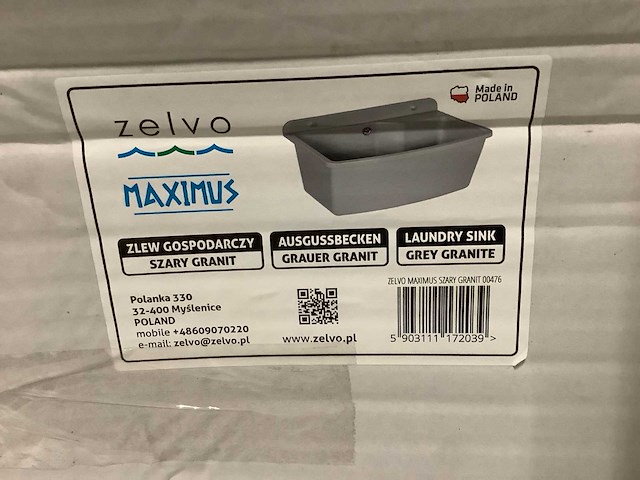 zelvo
MAXIMUS
Made in
POLAND
ZLEW GOSPODARCZY
SZARY GRANIT
AUSGUSSBECKEN
GRAUER GRANIT
LAUNDRY SINK
GREY GRANITE
Polanka 330
32-400 Myślenice
POLAND
mobile +48609070220
e-mail: zelvo@zelvo.pl
www.zelvo.pl
ZELVO MAXIMUS SZARY GRANIT 00476
5 903111 172039 >